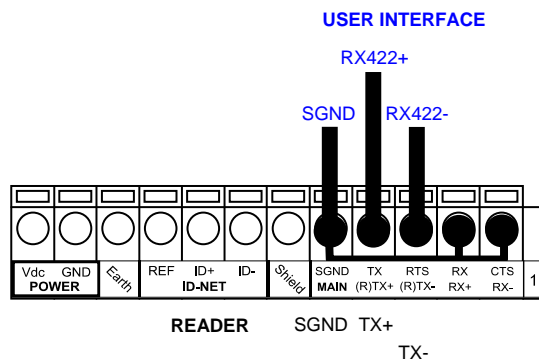 USER INTERFACE
RX422+
SGND RX422-
Vdc GND Earth REF ID+ ID- Shield SGND TX RTS RX CTS 1
POWER ID-NET MAIN (R)TX+ (R)TX- RX+ RX-
READER SGND TX+
TX-